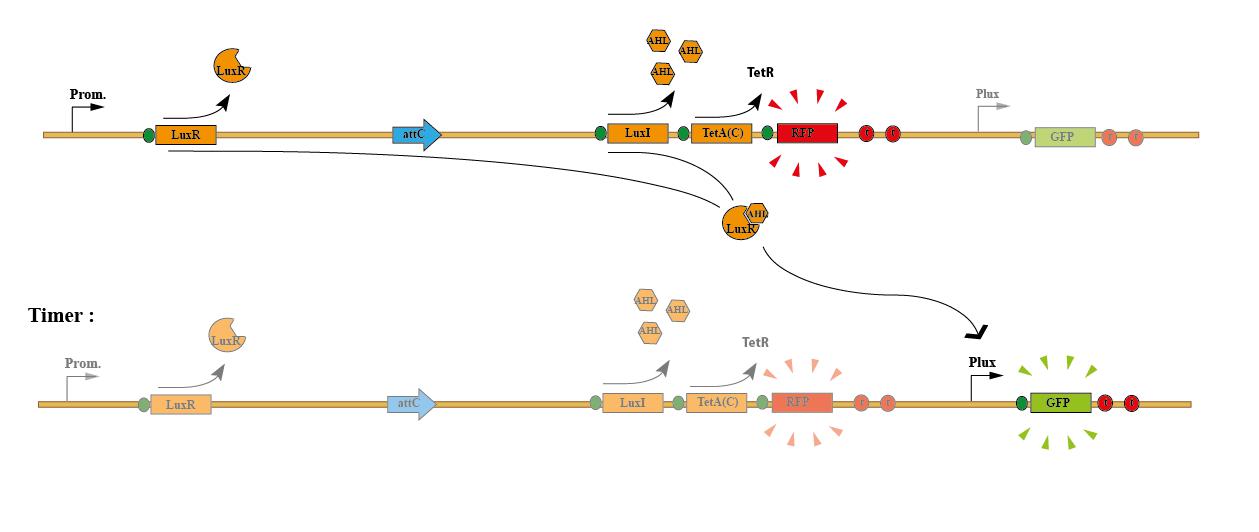 AHL
AHL
AHL
LuxR
TetR
Prom.
Plux
LuxR
attC
LuxI
TetA(C)
RFP
T
T
GFP
T
T
AHL
LuxR
Timer :
AHL
AHL
AHL
LuxR
TetR
Prom.
Plux
LuxR
attC
LuxI
TetA(C)
RFP
T
T
GFP
T
T